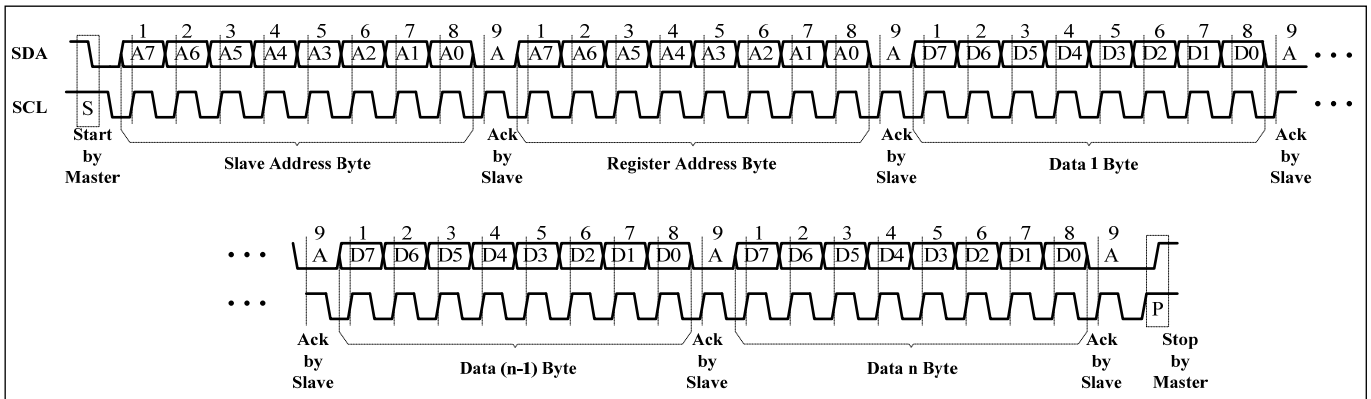 1 2 3 4 5 6 7 8 9 1 2 3 4 5 6 7 8 9 1 2 3 4 5 6 7 8 9
SDA A7 A6 A5 A4 A3 A2 A1 A0 A A7 A6 A5 A4 A3 A2 A1 A0 A D7 D6 D5 D4 D3 D2 D1 D0 A • • •
SCL S • • •
Start by Master
Slave Address Byte
Ack by Slave
Register Address Byte
Ack by Slave
Data 1 Byte
Ack by Slave
9 1 2 3 4 5 6 7 8 9 1 2 3 4 5 6 7 8 9
• • • A D7 D6 D5 D4 D3 D2 D1 D0 A D7 D6 D5 D4 D3 D2 D1 D0 A
• • • P
Ack by Slave
Data (n-1) Byte
Ack by Slave
Data n Byte
Ack by Slave
Stop by Master